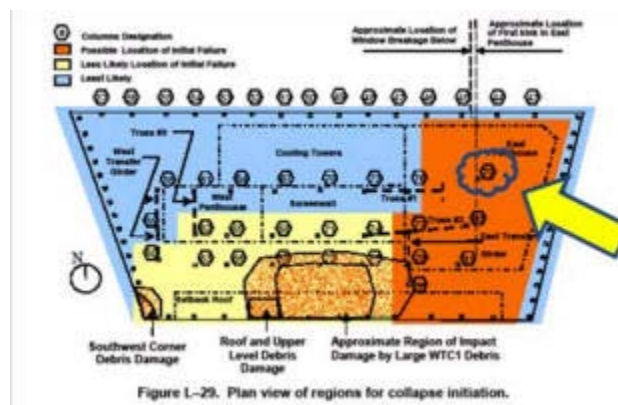 Columns Designation
Possible Location of Initial Failure
Less Likely Location of Initial Failure
Least Likely
Approximate Location of
Window Breakage Below
Approximate Location
of First kink in East
Penthouse
Truss #3
West
Transfer
Girder
Cooling Towers
East
West
Penthouse
Screenwall
Truss #1
Truss #2
East Transfer
Girder
N
Setback Roof
Southwest Corner
Debris Damage
Roof and Upper
Level Debris
Damage
Approximate Region of Impact
Damage by Large WTC1 Debris
Figure L–29. Plan view of regions for collapse initiation.